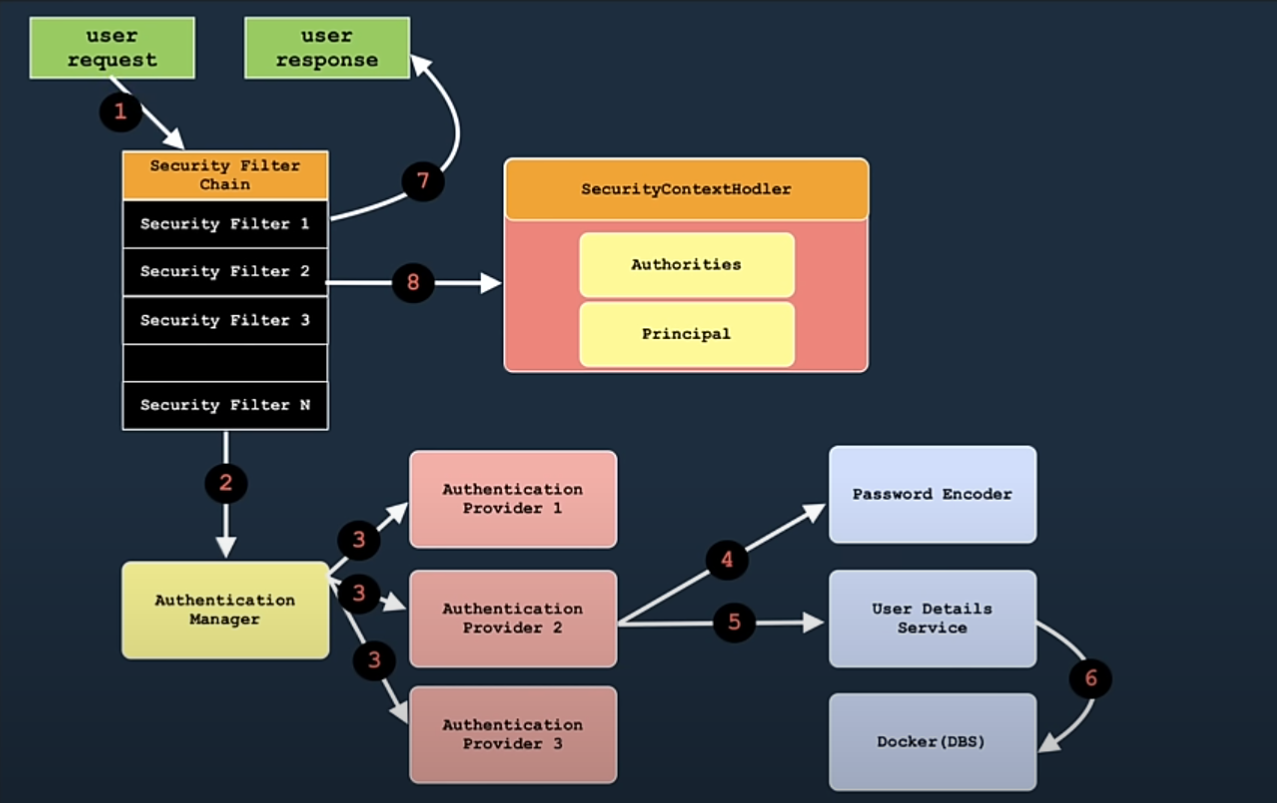 user
request
user
response
1
Security Filter
Chain
7
SecurityContextHodler
Security Filter 1
Security Filter 2
8
Authorities
Security Filter 3
Principal
Security Filter N
2
Authentication
Provider 1
Password Encoder
3
4
3
Authentication
Manager
Authentication
Provider 2
5
User Details
Service
3
6
Authentication
Provider 3
Docker(DBS)